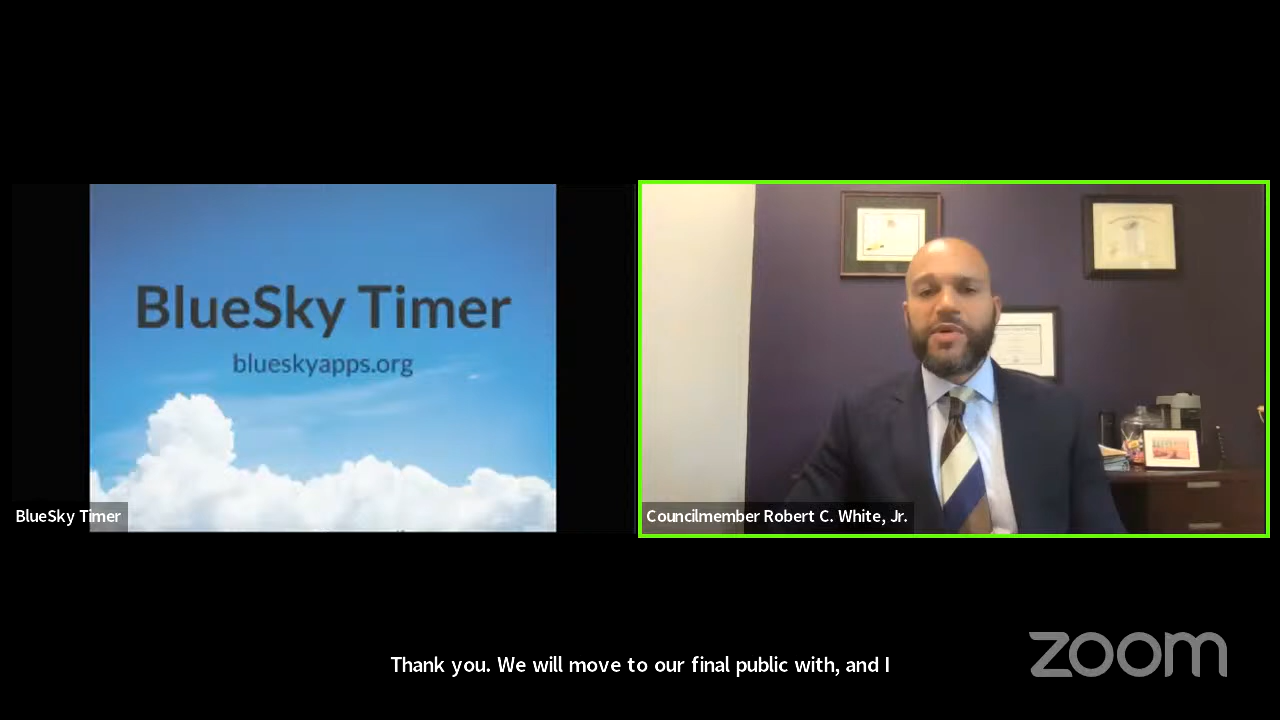 BlueSky Timer
blueskyapps.org
BlueSky Timer
Councilmember Robert C. White, Jr.
Thank you. We will move to our final public with, and I
zoom